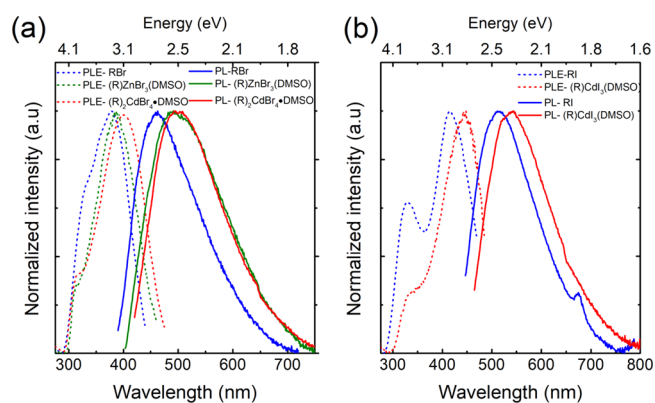 (a)
Energy (eV)
4.1 3.1 2.5 2.1 1.8
PLE- RBr
PLE- (R)ZnBr₃(DMSO)
PLE- (R)₂CdBr₄•DMSO
PL-RBr
PL- (R)ZnBr₃(DMSO)
PL- (R)₂CdBr₄•DMSO
Normalized intensity (a.u)
300 400 500 600 700
Wavelength (nm)
(b)
Energy (eV)
4.1 3.1 2.5 2.1 1.8 1.6
PLE-RI
PLE- (R)CdI₃(DMSO)
PL- RI
PL- (R)CdI₃(DMSO)
Normalized intensity (a.u)
300 400 500 600 700 800
Wavelength (nm)